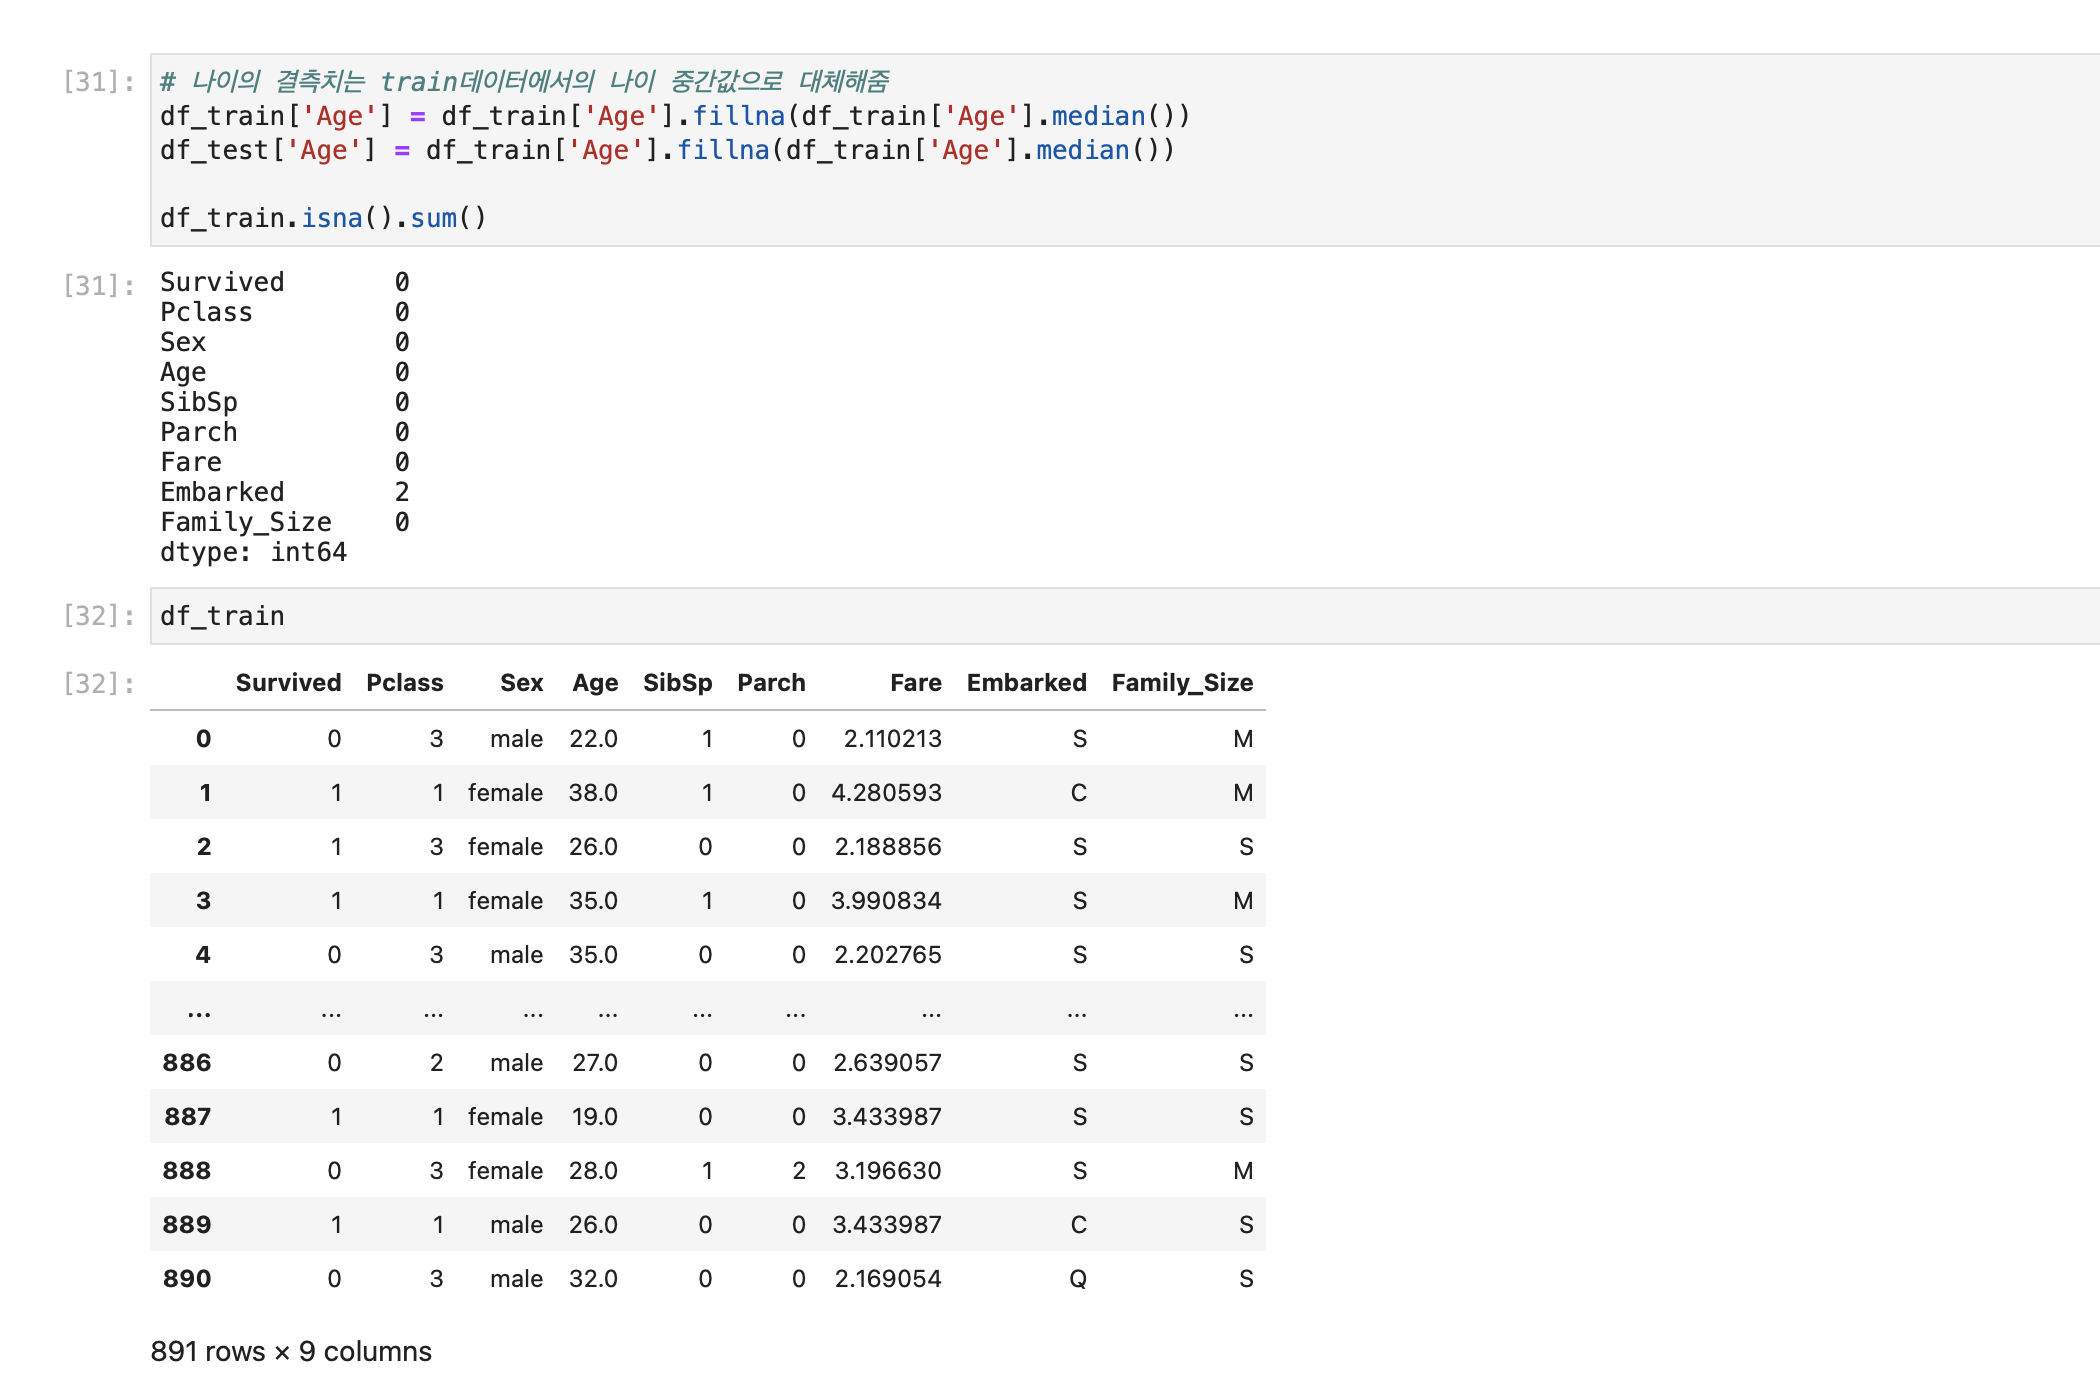 [31]: # 나이의 결측치는 train데이터에서의 나이 중간값으로 대체해줌
df_train['Age'] = df_train['Age'].fillna(df_train['Age'].median())
df_test['Age'] = df_train['Age'].fillna(df_train['Age'].median())
df_train.isna().sum()
[31]: Survived 0
Pclass 0
Sex 0
Age 0
SibSp 0
Parch 0
Fare 0
Embarked 2
Family_Size 0
dtype: int64
[32]: df_train
[32]: Survived Pclass Sex Age SibSp Parch Fare Embarked Family_Size
0 0 3 male 22.0 1 0 2.110213 S M
1 1 1 female 38.0 1 0 4.280593 C M
2 1 3 female 26.0 0 0 2.188856 S S
3 1 1 female 35.0 1 0 3.990834 S M
4 0 3 male 35.0 0 0 2.202765 S S
... ... ... ... ... ... ... ... ... ...
886 0 2 male 27.0 0 0 2.639057 S S
887 1 1 female 19.0 0 0 3.433987 S S
888 0 3 female 28.0 1 2 3.196630 S M
889 1 1 male 26.0 0 0 3.433987 C S
890 0 3 male 32.0 0 0 2.169054 Q S
891 rows × 9 columns